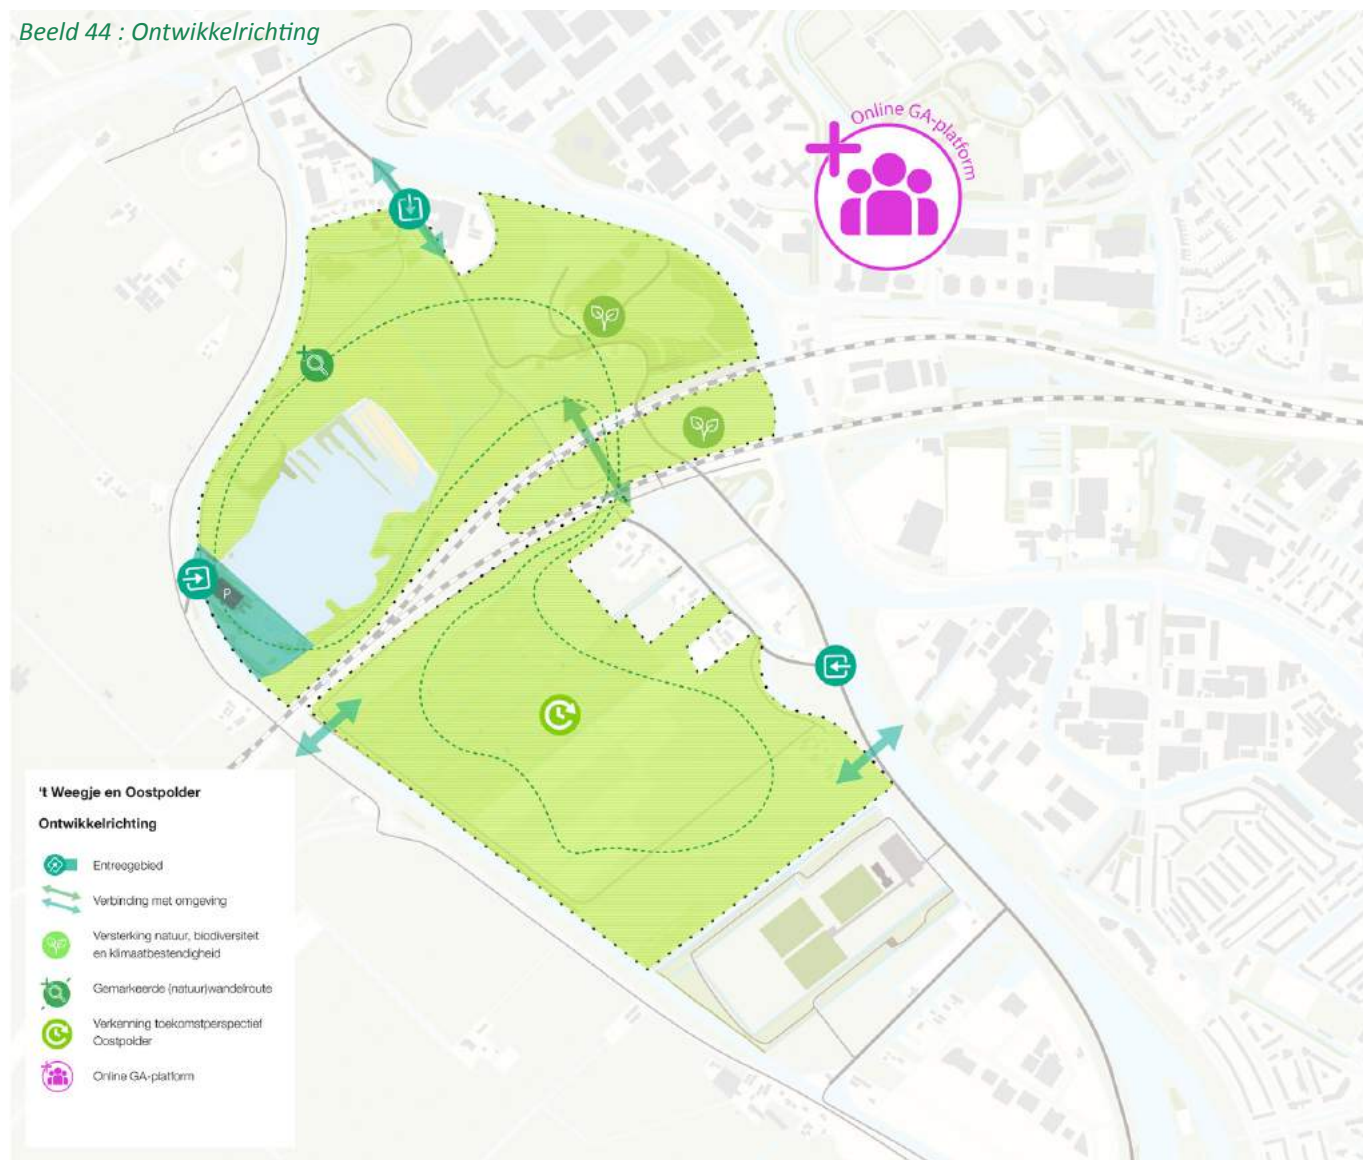 Beeld 44 : Ontwikkelrichting
Online GA-platform
P
't Weegje en Oostpolder
Ontwikkelrichting
Entreegebied
Verbinding met omgeving
Versterking natuur, biodiversiteit
en klimaatbestendigheid
Gemarkeerde (natuur)wandelroute
Verkenning toekomstperspectief
Oostpolder
Online GA-platform